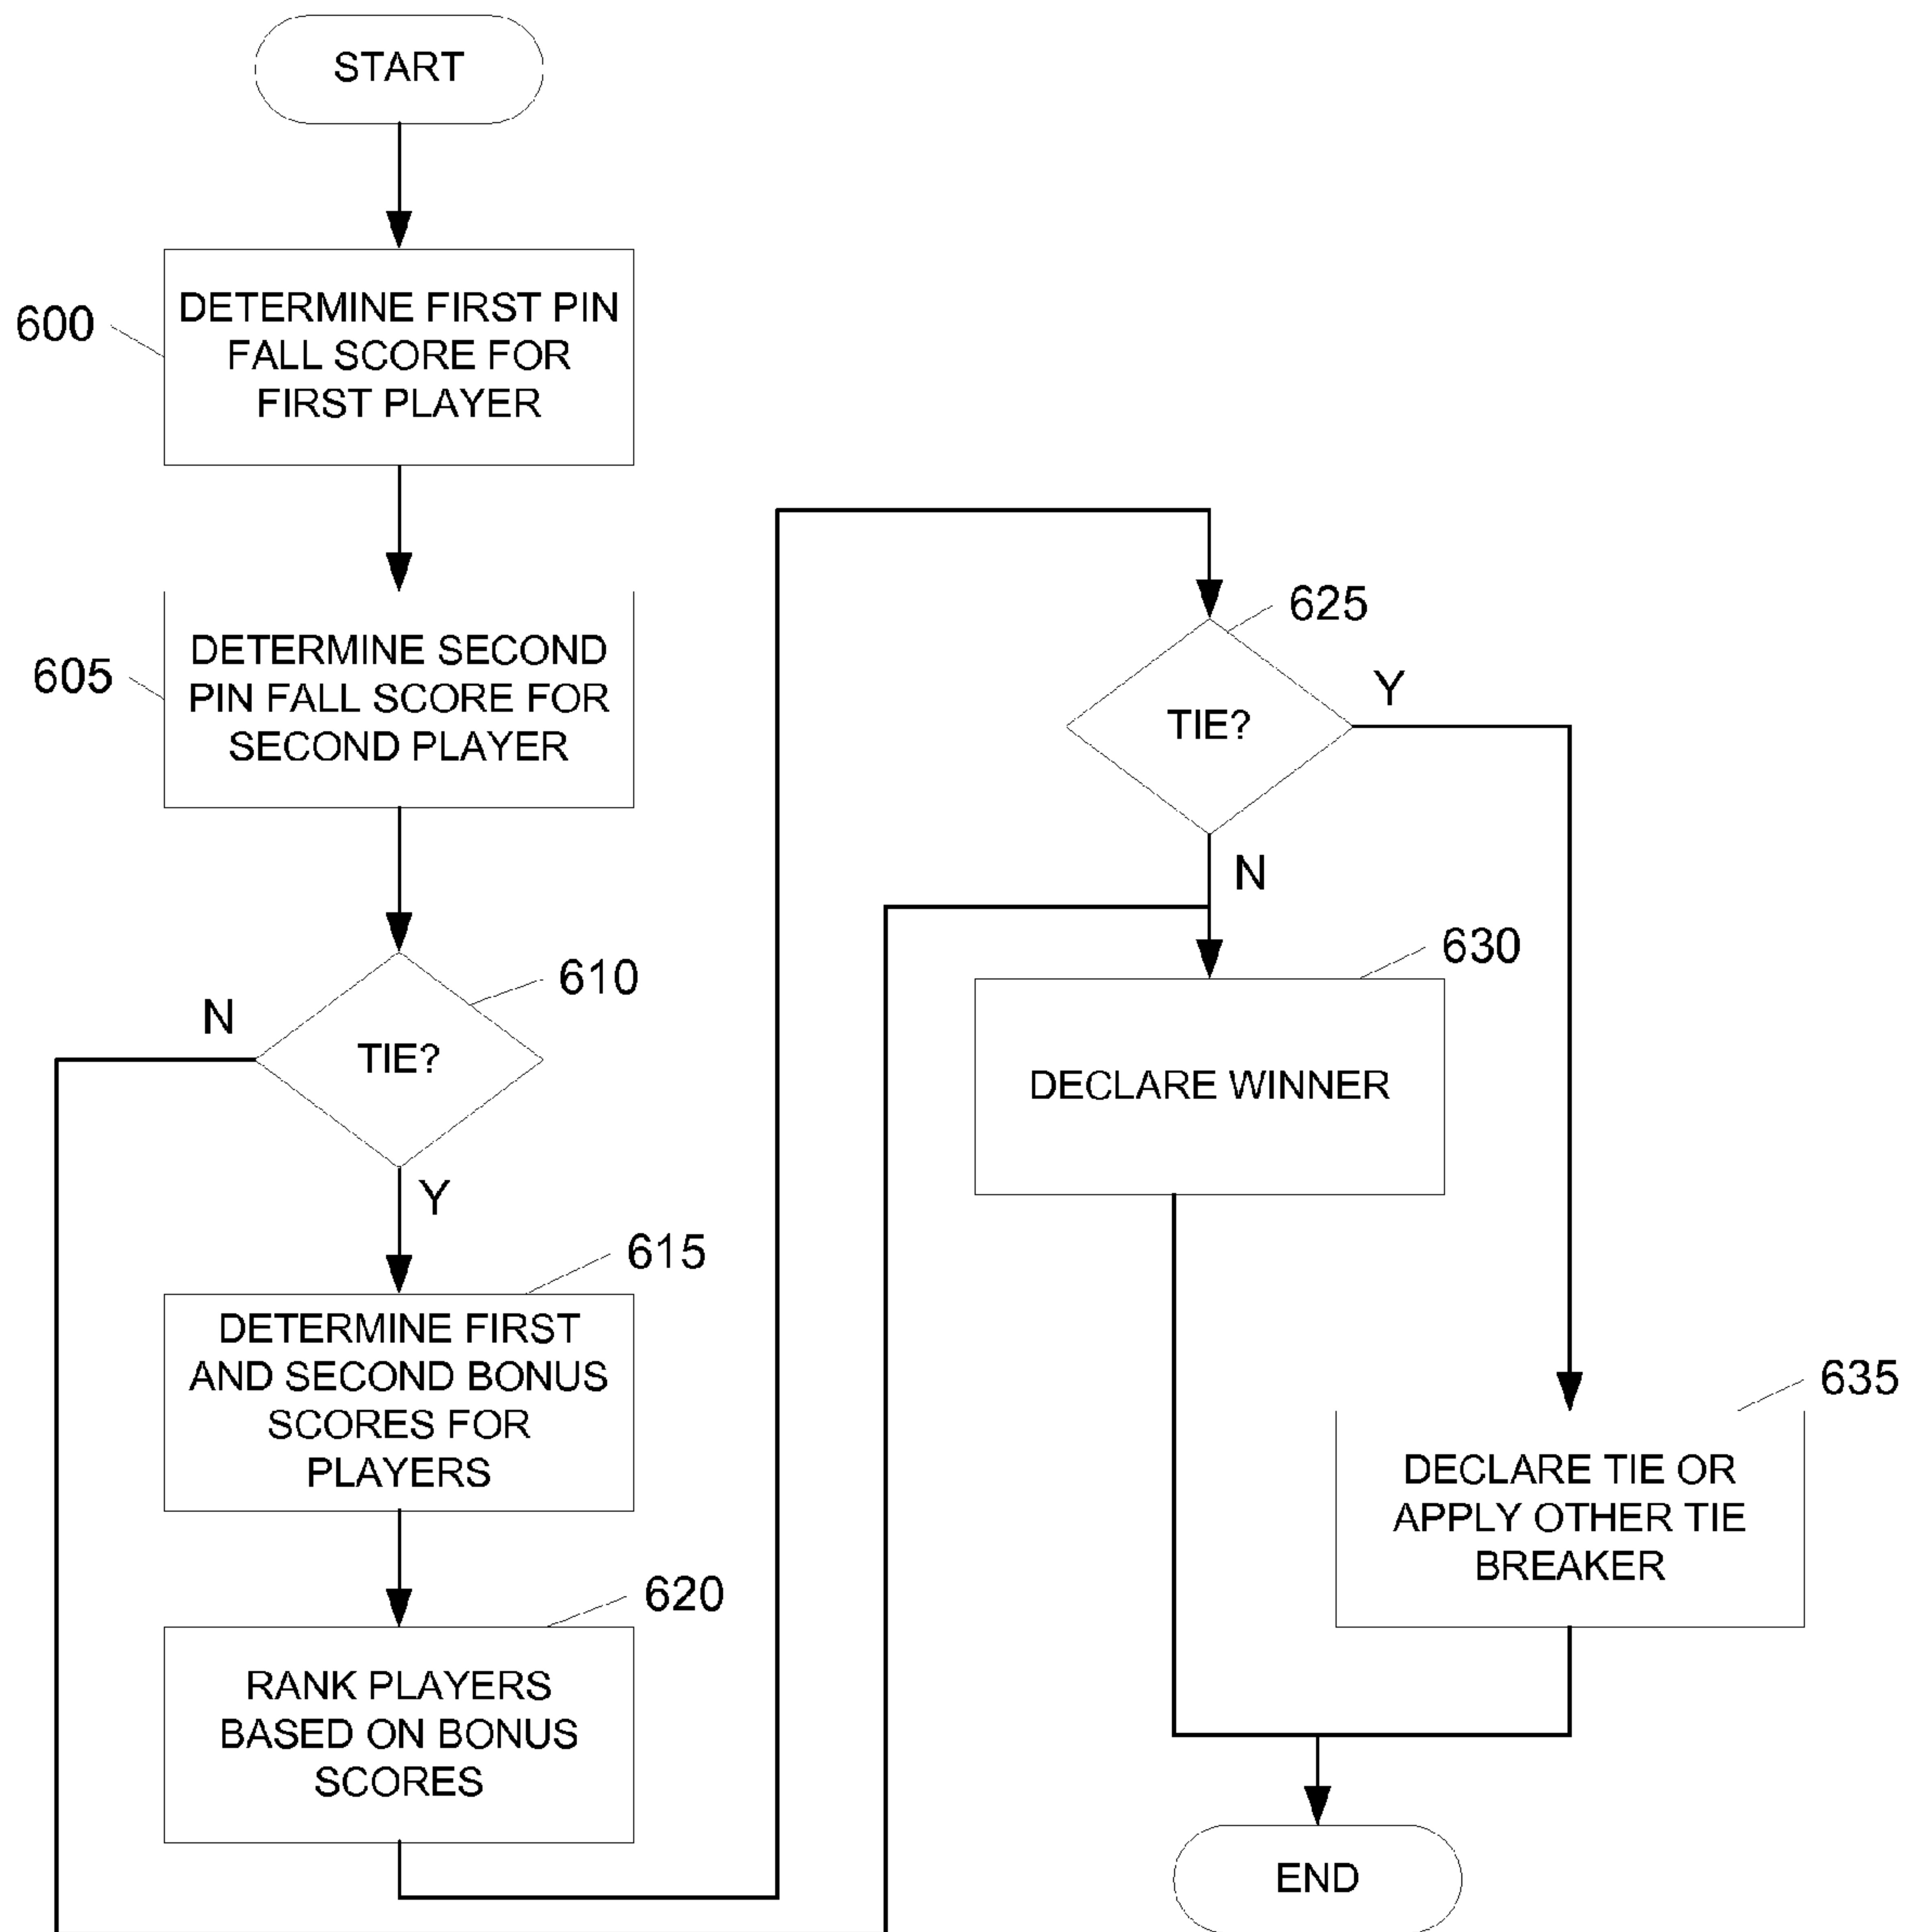 START
600
DETERMINE FIRST PIN
FALL SCORE FOR
FIRST PLAYER
605
DETERMINE SECOND
PIN FALL SCORE FOR
SECOND PLAYER
610
N
TIE?
Y
615
DETERMINE FIRST
AND SECOND BONUS
SCORES FOR
PLAYERS
620
RANK PLAYERS
BASED ON BONUS
SCORES
625
Y
TIE?
N
630
DECLARE WINNER
635
DECLARE TIE OR
APPLY OTHER TIE
BREAKER
END